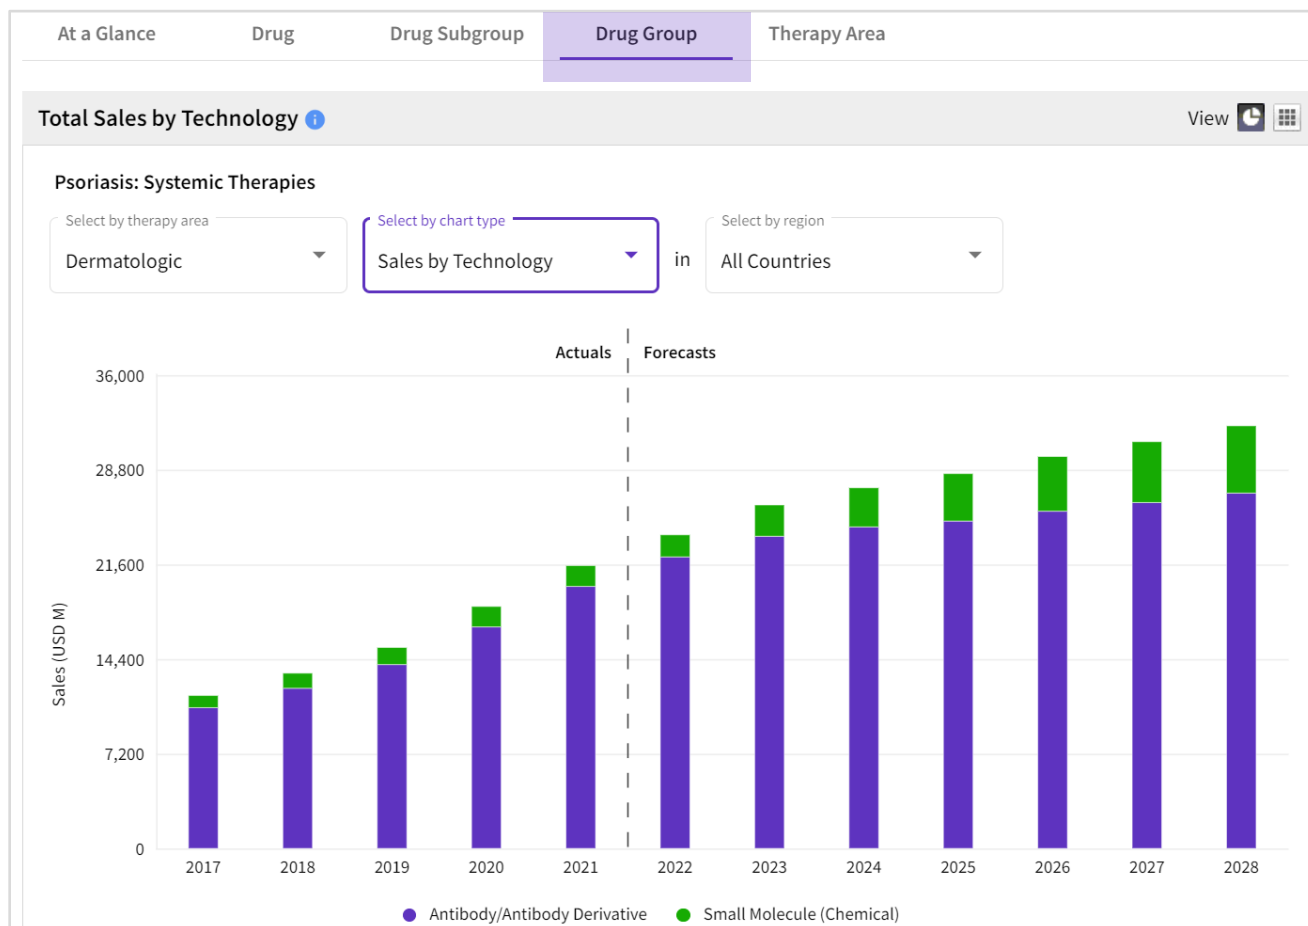 At a Glance Drug Drug Subgroup Drug Group Therapy Area
Total Sales by Technology View
Psoriasis: Systemic Therapies
Select by therapy area Select by chart type Select by region
Dermatologic Sales by Technology in All Countries
Actuals Forecasts
36,000
28,800
21,600
14,400
7,200
0
Sales (USD M)
2017 2018 2019 2020 2021 2022 2023 2024 2025 2026 2027 2028
Antibody/Antibody Derivative Small Molecule (Chemical)